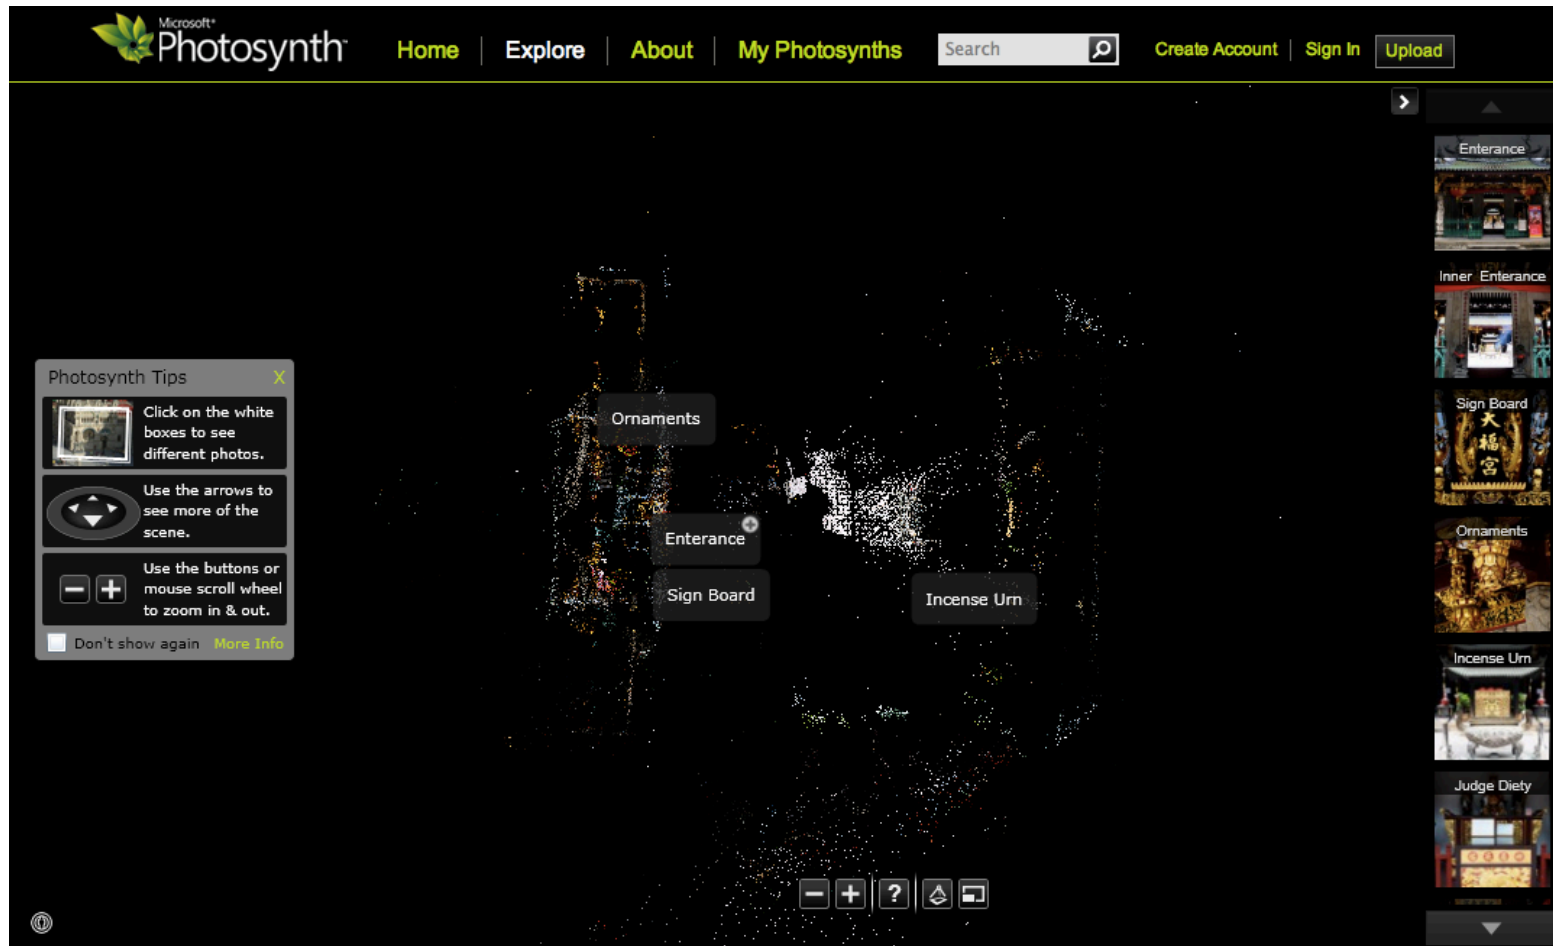 Microsoft®
Photosynth™
Home
Explore
About
My Photosynths
Search
Create Account
Sign In
Upload
Photosynth Tips
X
Click on the white
boxes to see
different photos.
Use the arrows to
see more of the
scene.
Use the buttons or
mouse scroll wheel
to zoom in & out.
Don't show again
More Info
Ornaments
Enterance
Sign Board
Incense Urn
?
Enterance
Inner Enterance
Sign Board
天
福
宮
Ornaments
Incense Urn
Judge Diety